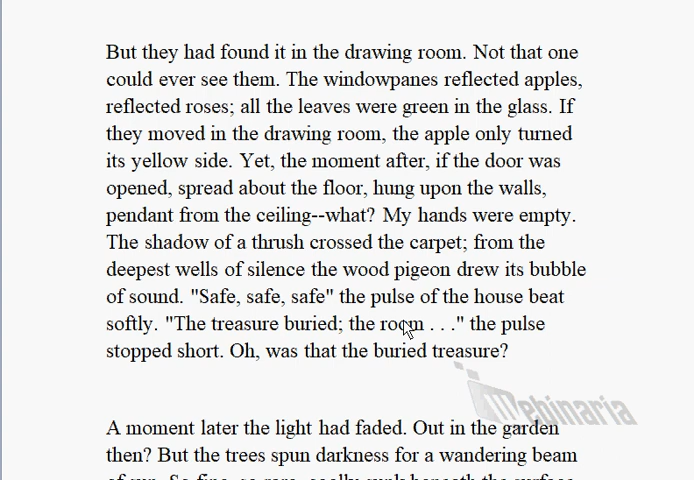 But they had found it in the drawing room. Not that one
could ever see them. The windowpanes reflected apples,
reflected roses; all the leaves were green in the glass. If
they moved in the drawing room, the apple only turned
its yellow side. Yet, the moment after, if the door was
opened, spread about the floor, hung upon the walls,
pendant from the ceiling--what? My hands were empty.
The shadow of a thrush crossed the carpet; from the
deepest wells of silence the wood pigeon drew its bubble
of sound. "Safe, safe, safe" the pulse of the house beat
softly. "The treasure buried; the room . . ." the pulse
stopped short. Oh, was that the buried treasure?
Webinaria
A moment later the light had faded. Out in the garden
then? But the trees spun darkness for a wandering beam